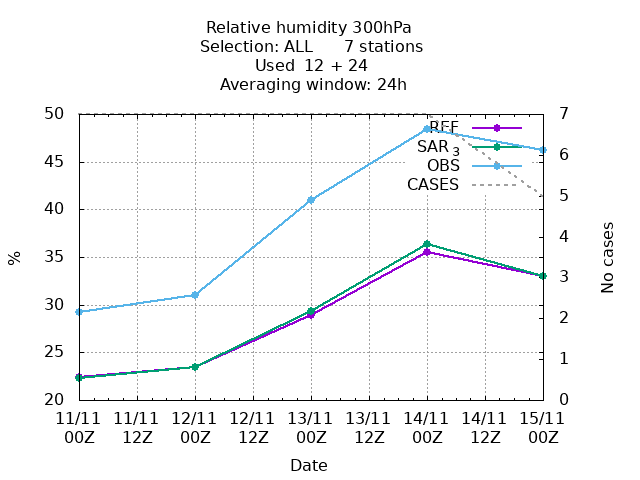 Relative humidity 300hPa
Selection: ALL 7 stations
Used 12 + 24
Averaging window: 24h
50
45
40
35
30
25
20
%
7
6
5
4
3
2
1
0
No cases
REF
SAR 3
OBS
CASES
11/11 11/11 12/11 12/11 13/11 13/11 14/11 14/11 15/11
00Z 12Z 00Z 12Z 00Z 12Z 00Z 12Z 00Z
Date